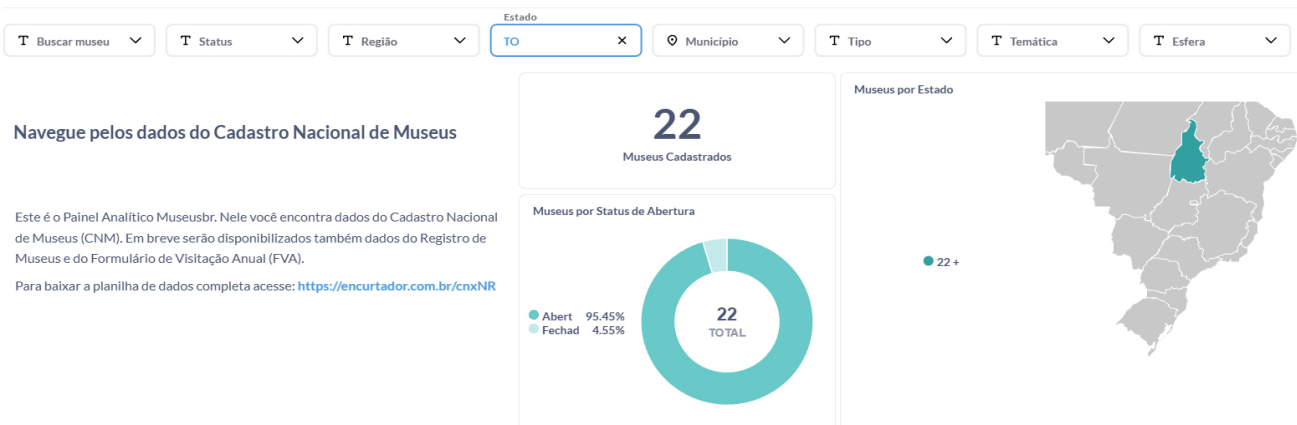 Estado
T Buscar museu
T Status
T Região
TO
Município
T Tipo
T Temática
T Esfera
Navegue pelos dados do Cadastro Nacional de Museus
Este é o Painel Analítico Museusbr. Nele você encontra dados do Cadastro Nacional
de Museus (CNM). Em breve serão disponibilizados também dados do Registro de
Museus e do Formulário de Visitação Anual (FVA).
Para baixar a planilha de dados completa acesse: https://encurtador.com.br/cnxNR
22
Museus Cadastrados
Museus por Status de Abertura
Abert 95.45%
Fechad 4.55%
22
TOTAL
Museus por Estado
22 +